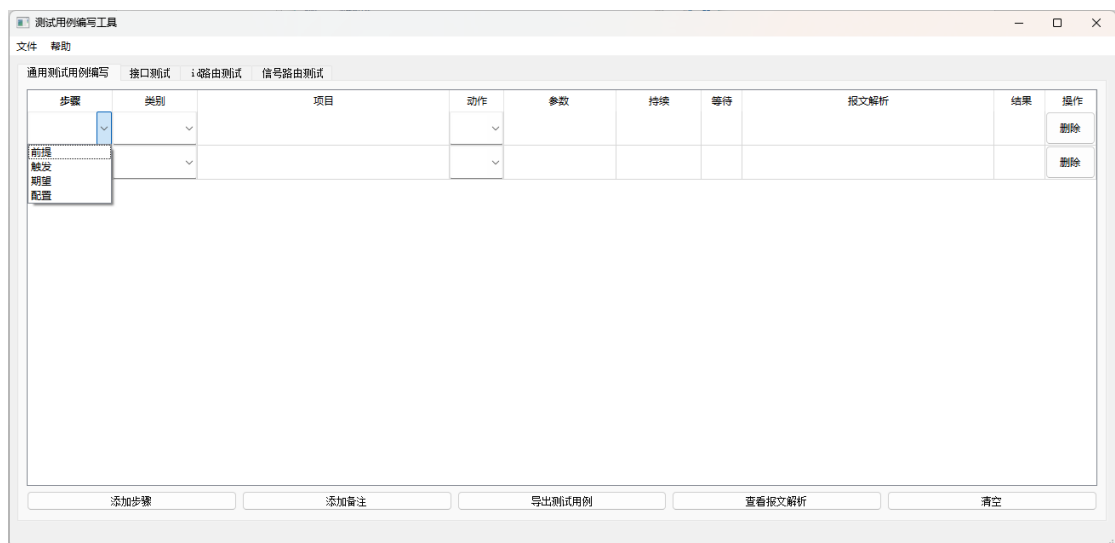 测试用例编写工具
文件 帮助
通用测试用例编写 接口测试 id路由测试 信号路由测试
步骤 类别 项目 动作 参数 持续 等待 报文解析 结果 操作
删除
前提
触发
删除
期望
配置
添加步骤 添加备注 导出测试用例 查看报文解析 清空